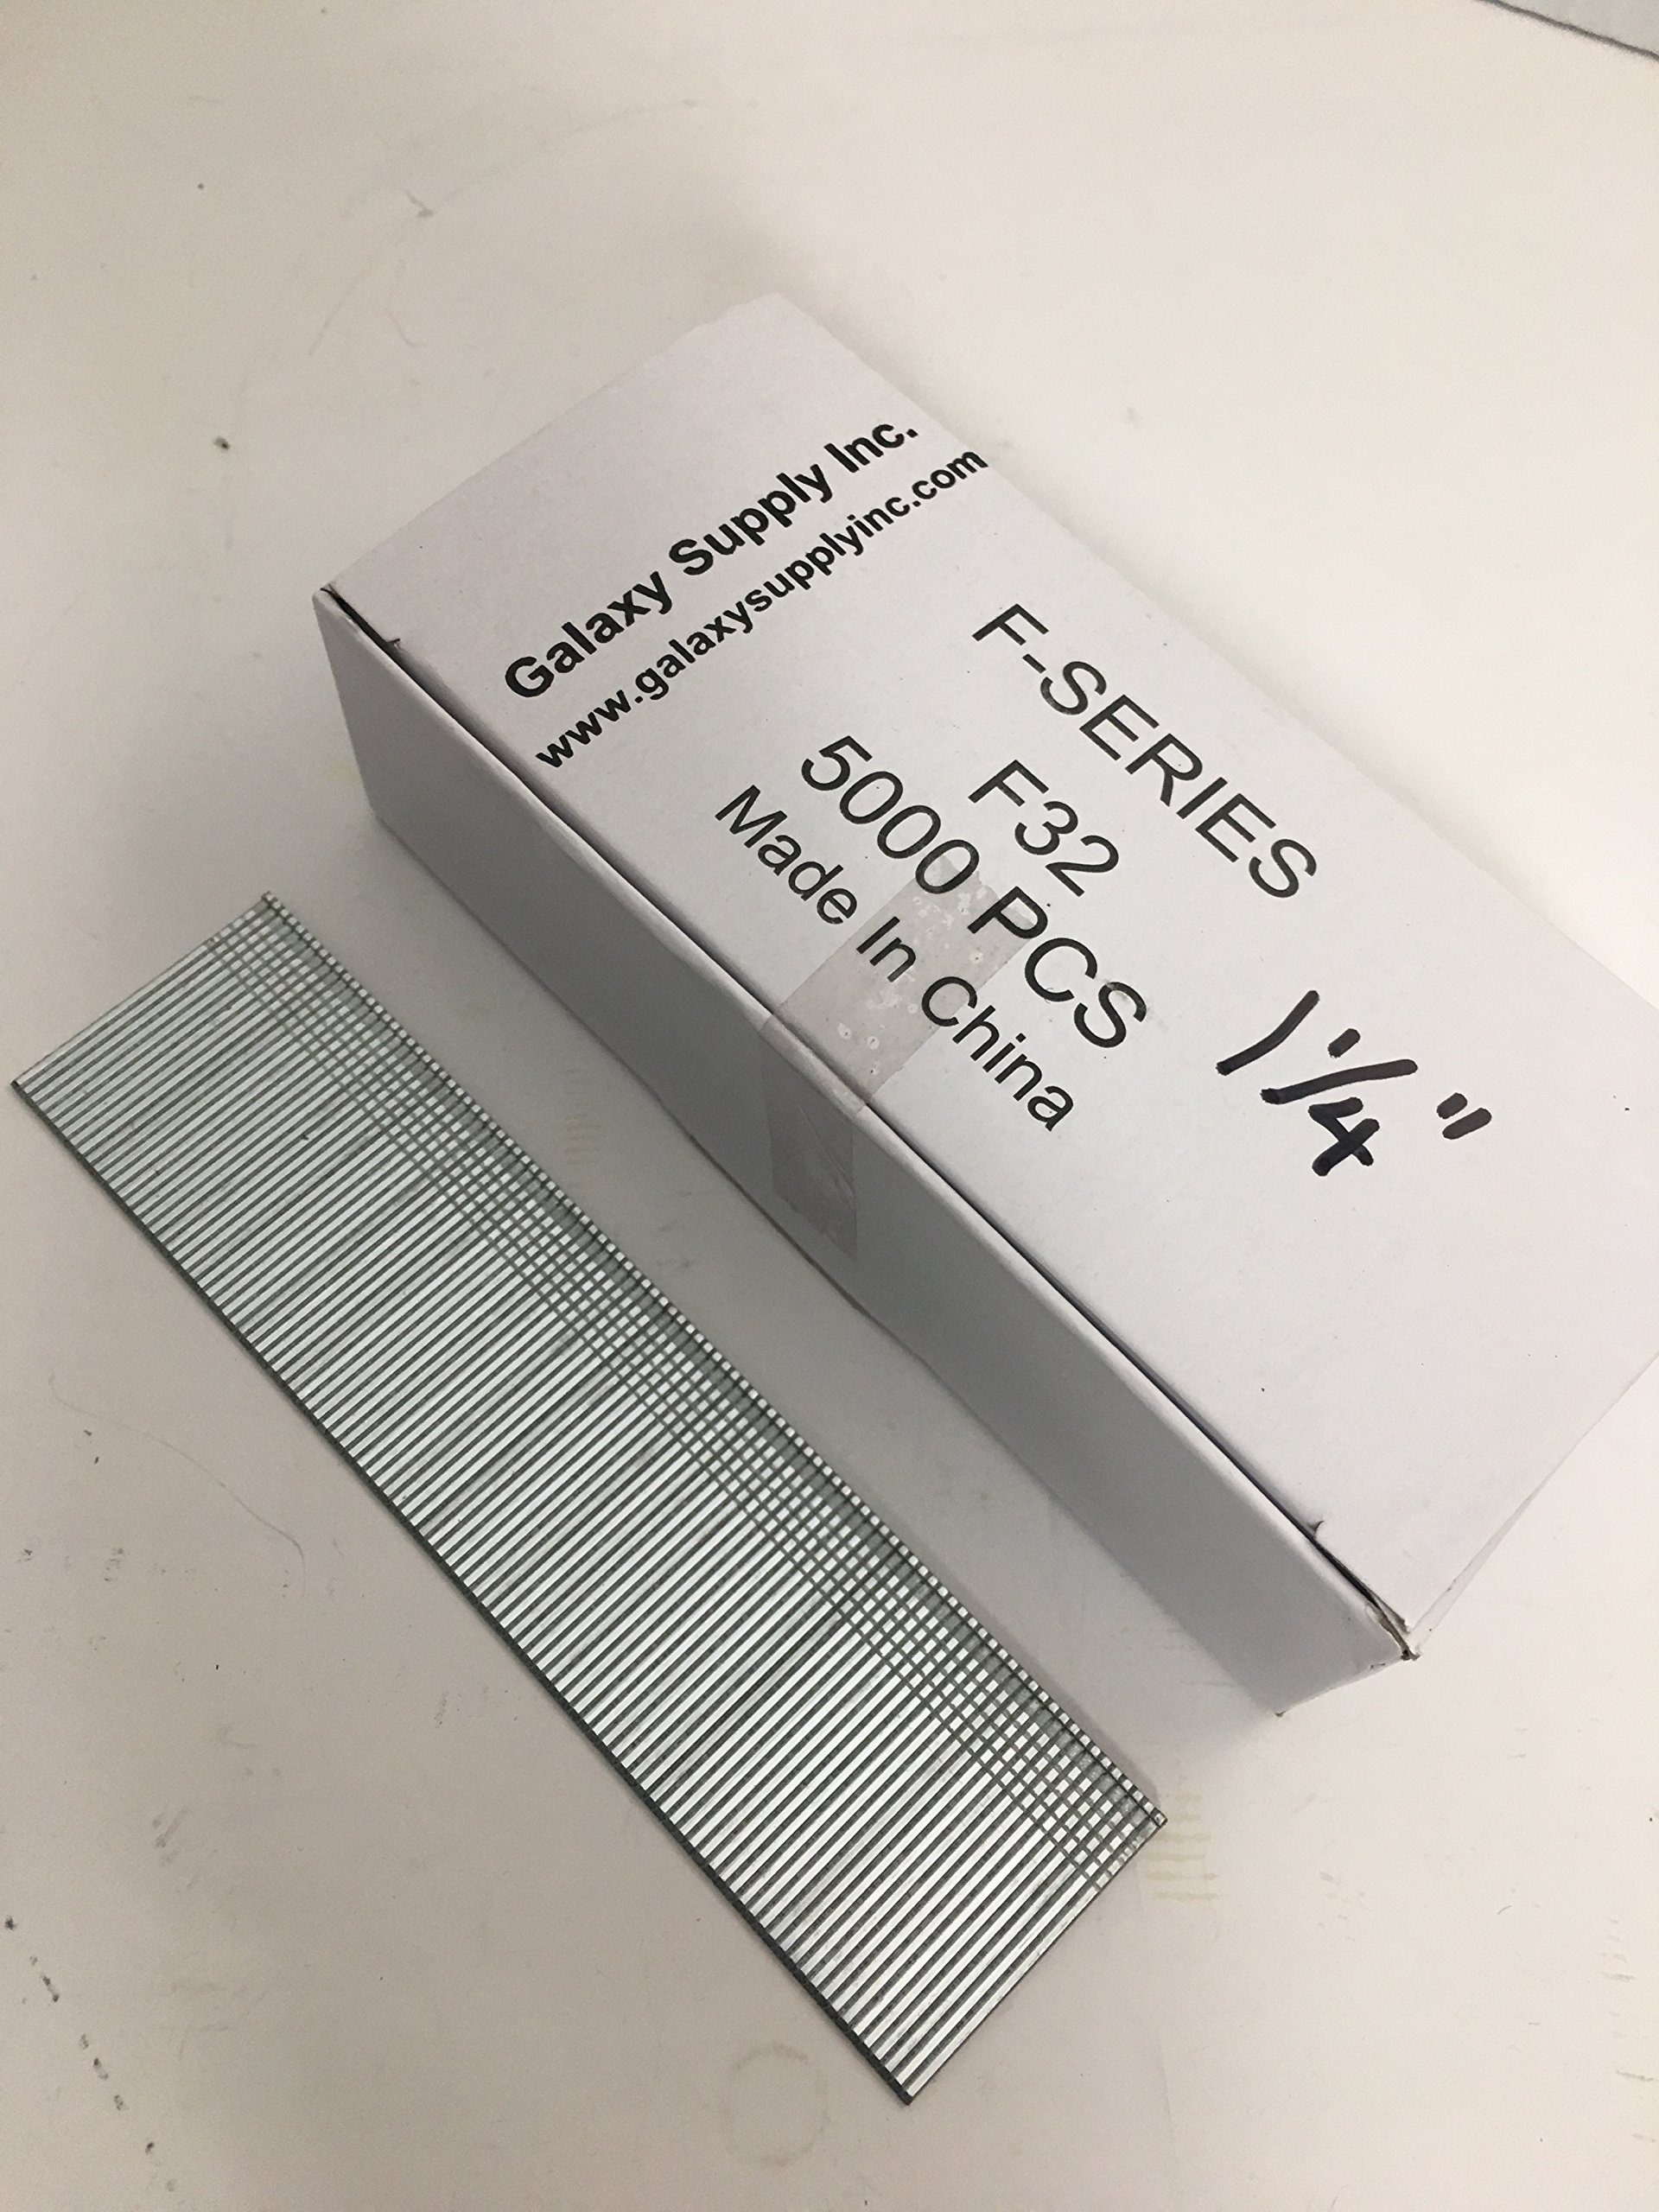 Galaxy Supply Inc.
www.galaxysupplyinc.com
F-SERIES
F32
5000 PCS
Made In China
1 1/4"